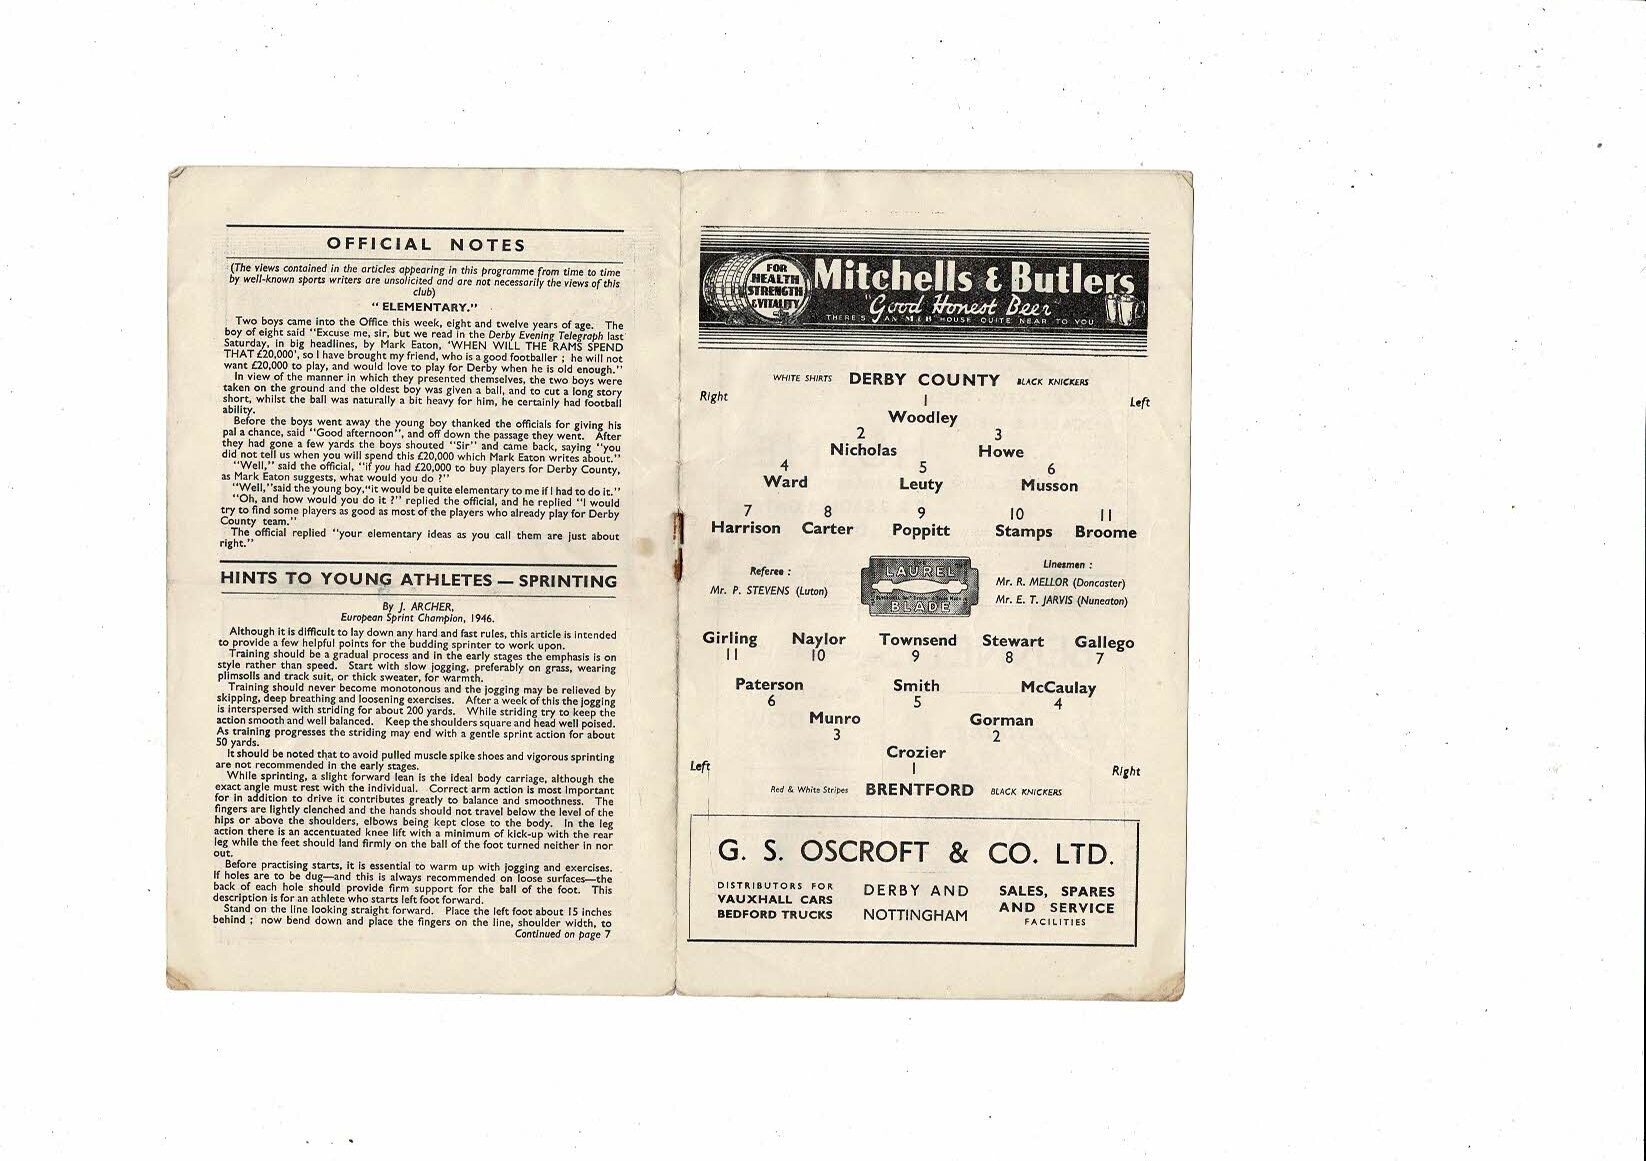 OFFICIAL NOTES
(The views contained in the articles appearing in this programme from time to time
by well-known sports writers are unsolicited and are not necessarily the views of this
club)
" ELEMENTARY."
Two boys came into the Office this week, eight and twelve years of age. The
boy of eight said "Excuse me, sir, but we read in the Derby Evening Telegraph last
Saturday, in big headlines, by Mark Eaton, 'WHEN WILL THE RAMS SPEND
THAT £20,000', so I have brought my friend, who is a good footballer ; he will not
want £20,000 to play, and would love to play for Derby when he is old enough."
In view of the manner in which they presented themselves, the two boys were
taken on the ground and the oldest boy was given a ball, and to cut a long story
short, whilst the ball was naturally a bit heavy for him, he certainly had football
ability.
Before the boys went away the young boy thanked the officials for giving his
pal a chance, said "Good afternoon", and off down the passage they went. After
they had gone a few yards the boys shouted "Sir" and came back, saying "you
did not tell us when you will spend this £20,000 which Mark Eaton writes about."
"Well," said the official, "if you had £20,000 to buy players for Derby County,
as Mark Eaton suggests, what would you do ?"
"Well,"said the young boy,"it would be quite elementary to me if I had to do it."
"Oh, and how would you do it ?" replied the official, and he replied "I would
try to find some players as good as most of the players who already play for Derby
County team."
The official replied "your elementary ideas as you call them are just about
right."
HINTS TO YOUNG ATHLETES — SPRINTING
By J. ARCHER,
European Sprint Champion, 1946.
Although it is difficult to lay down any hard and fast rules, this article is intended
to provide a few helpful points for the budding sprinter to work upon.
Training should be a gradual process and in the early stages the emphasis is on
style rather than speed. Start with slow jogging, preferably on grass, wearing
plimsolls and track suit, or thick sweater, for warmth.
Training should never become monotonous and the jogging may be relieved by
skipping, deep breathing and loosening exercises. After a week of this the jogging
is interspersed with striding for about 200 yards. While striding try to keep the
action smooth and well balanced. Keep the shoulders square and head well poised.
As training progresses the striding may end with a gentle sprint action for about
50 yards.
It should be noted that to avoid pulled muscle spike shoes and vigorous sprinting
are not recommended in the early stages.
While sprinting, a slight forward lean is the ideal body carriage, although the
exact angle must rest with the individual. Correct arm action is most important
for in addition to drive it contributes greatly to balance and smoothness. The
fingers are lightly clenched and the hands should not travel below the level of the
hips or above the shoulders, elbows being kept close to the body. In the leg
action there is an accentuated knee lift with a minimum of kick-up with the rear
leg while the feet should land firmly on the ball of the foot turned neither in nor
out.
Before practising starts, it is essential to warm up with jogging and exercises.
If holes are to be dug—and this is always recommended on loose surfaces—the
back of each hole should provide firm support for the ball of the foot. This
description is for an athlete who starts left foot forward.
Stand on the line looking straight forward. Place the left foot about 15 inches
behind ; now bend down and place the fingers on the line, shoulder width, to
Continued on page 7
FOR
HEALTH
STRENGTH
& VITALITY
Mitchells & Butlers
"Good Honest Beer"
THERE'S AN "M & B" HOUSE QUITE NEAR TO YOU
WHITE SHIRTS DERBY COUNTY BLACK KNICKERS
Right Left
1
Woodley
2 3
Nicholas Howe
4 5 6
Ward Leuty Musson
7 8 9 10 11
Harrison Carter Poppitt Stamps Broome
Referee :
Mr. P. STEVENS (Luton)
LAUREL
BLADE
Linesmen :
Mr. R. MELLOR (Doncaster)
Mr. E. T. JARVIS (Nuneaton)
Girling Naylor Townsend Stewart Gallego
11 10 9 8 7
Paterson Smith McCaulay
6 5 4
Munro Gorman
3 2
Crozier
1
Left Right
Red & White Stripes BRENTFORD BLACK KNICKERS
G. S. OSCROFT & CO. LTD.
DISTRIBUTORS FOR
VAUXHALL CARS
BEDFORD TRUCKS
DERBY AND
NOTTINGHAM
SALES, SPARES
AND SERVICE
FACILITIES